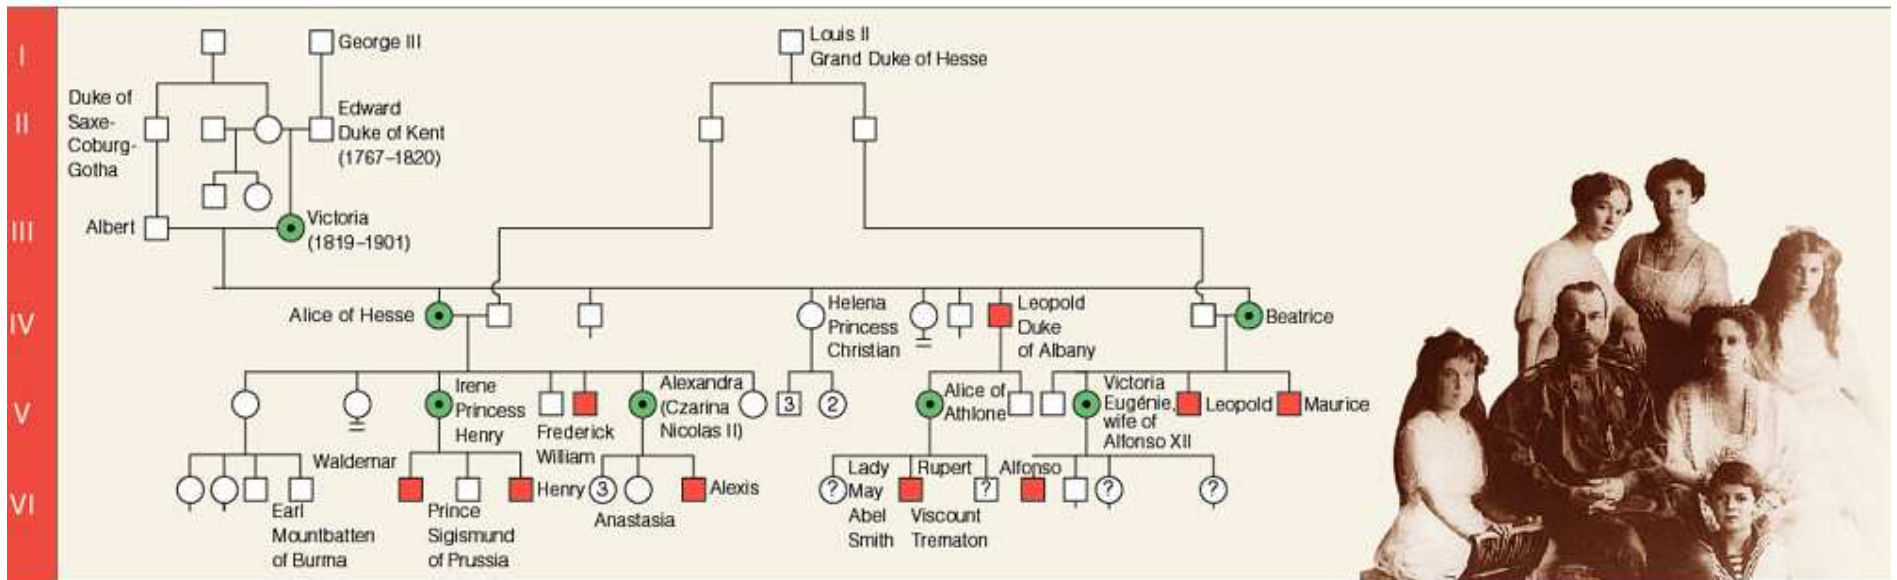 I
George III
Louis II
Grand Duke of Hesse
II
Duke of
Saxe-
Coburg-
Gotha
Edward
Duke of Kent
(1767–1820)
III
Albert
Victoria
(1819–1901)
IV
Alice of Hesse
Helena
Princess
Christian
Leopold
Duke
of Albany
Beatrice
V
Irene
Princess
Henry
Frederick
William
Alexandra
(Czarina
Nicolas II)
3
2
Alice of
Athlone
Victoria
Eugénie,
wife of
Alfonso XII
Leopold
Maurice
VI
Earl
Mountbatten
of Burma
Waldemar
Prince
Sigismund
of Prussia
Henry
3
Anastasia
Alexis
?
Lady
May
Abel
Smith
Rupert
Viscount
Trematon
?
Alfonso
?
?